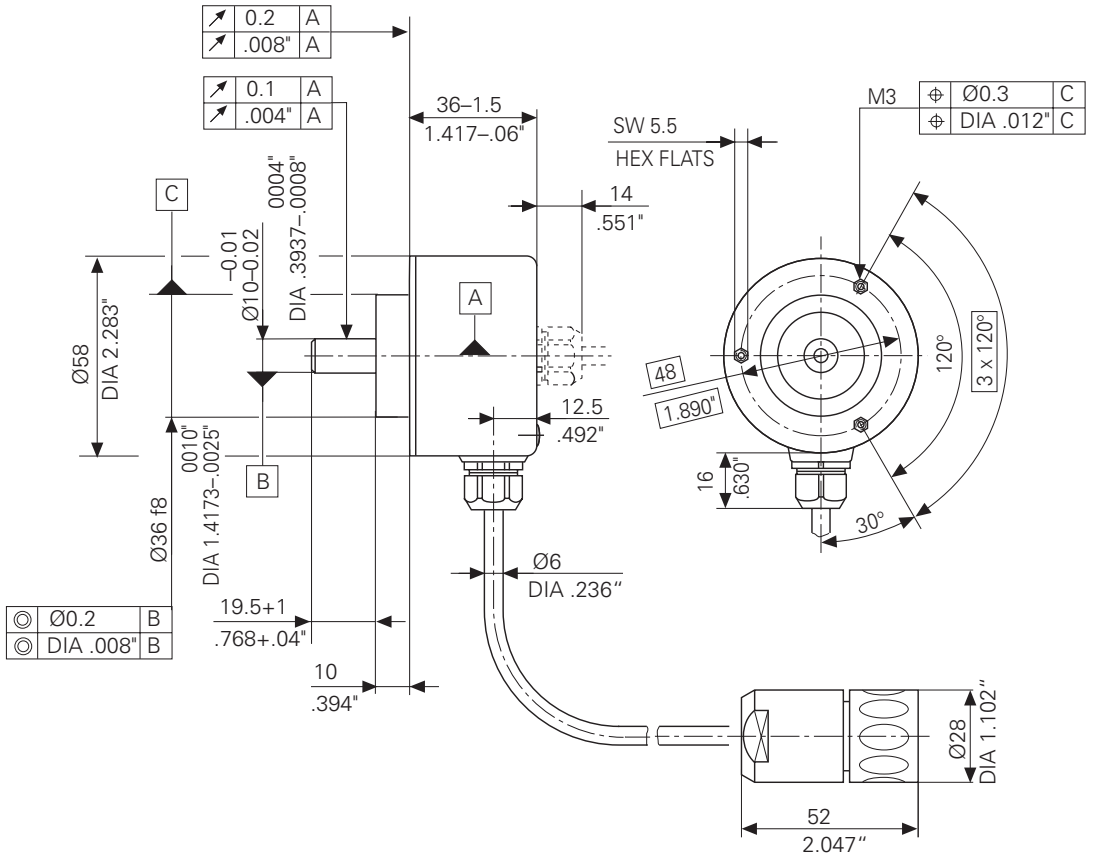 ↗ 0.2 A
↗ .008" A
↗ 0.1 A
↗ .004" A
36–1.5
1.417–.06"
SW 5.5
HEX FLATS
M3
⌖ Ø0.3 C
⌖ DIA .012" C
14
.551"
C
–0.01
Ø10–0.02
0004"
DIA .3937–.0008"
A
Ø58
DIA 2.283"
48
1.890"
120°
3 x 120°
12.5
.492"
B
Ø36 f8
0010"
DIA 1.4173–.0025"
16
.630"
30°
Ø6
DIA .236“
◎ Ø0.2 B
◎ DIA .008" B
19.5+1
.768+.04"
10
.394"
Ø28
DIA 1.102“
52
2.047“